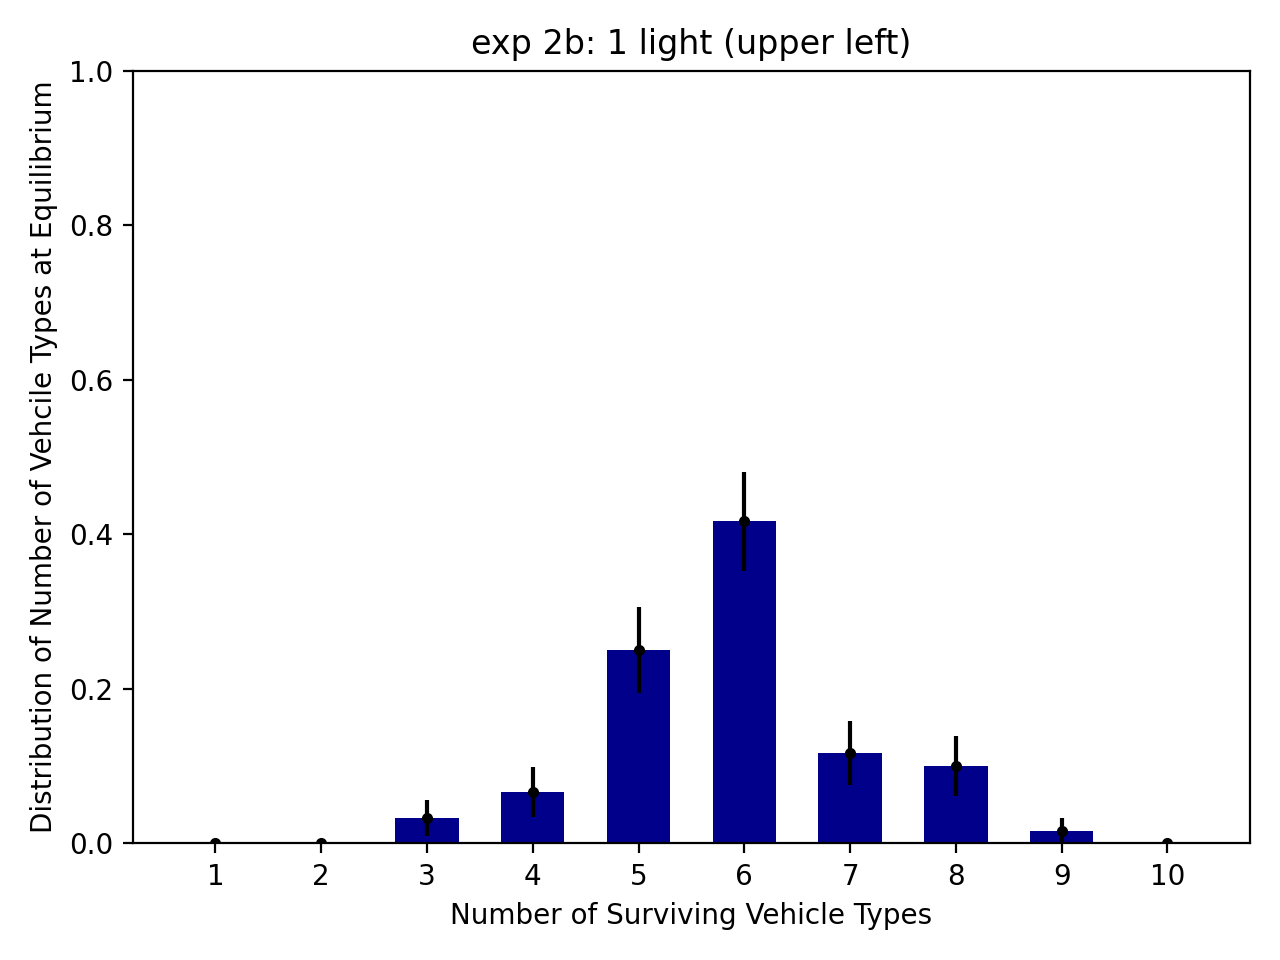 exp 2b: 1 light (upper left)
Distribution of Number of Vehcile Types at Equilibrium
1.0
0.8
0.6
0.4
0.2
0.0
1 2 3 4 5 6 7 8 9 10
Number of Surviving Vehicle Types